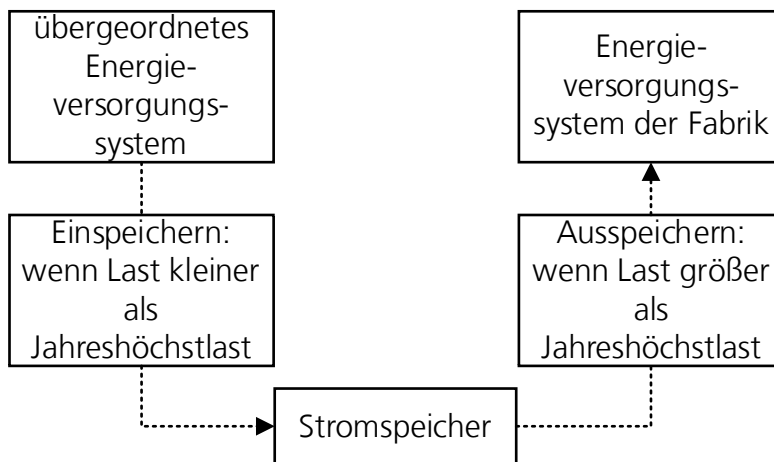 übergeordnetes
Energie-
versorgungs-
system
Energie-
versorgungs-
system der Fabrik
Einspeichern:
wenn Last kleiner
als
Jahreshöchstlast
Ausspeichern:
wenn Last größer
als
Jahreshöchstlast
Stromspeicher